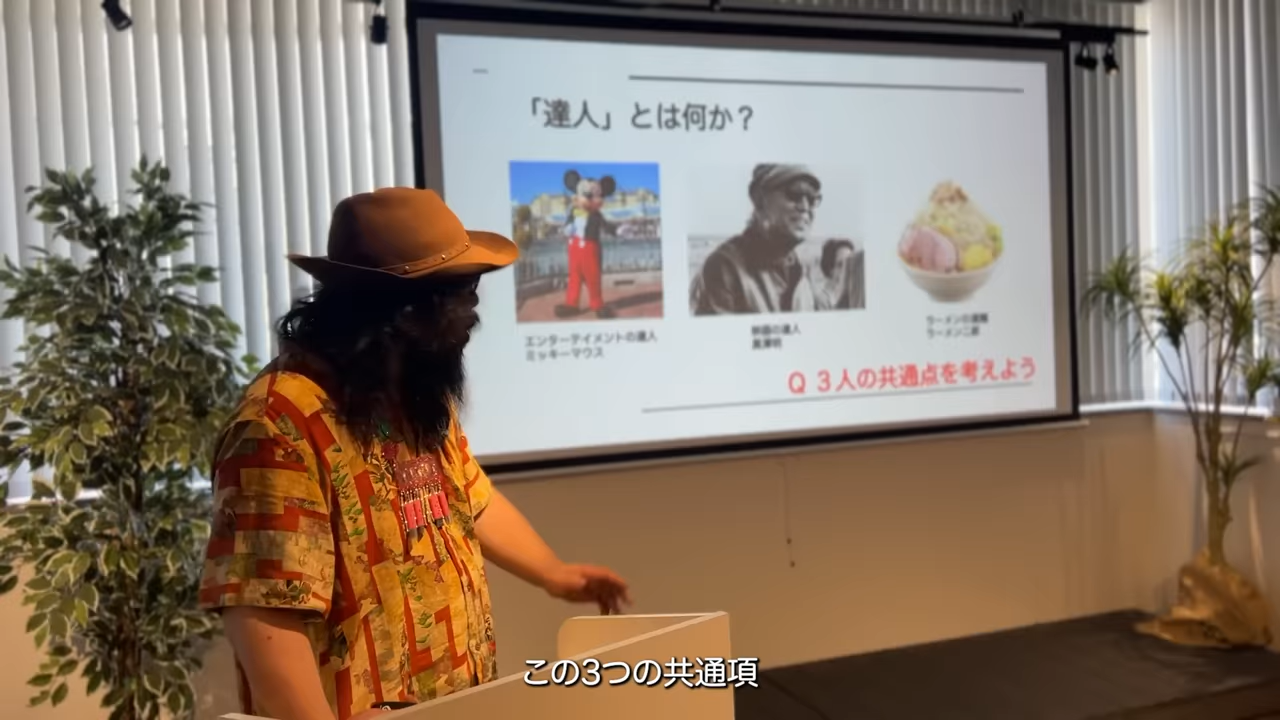 「達人」とは何か?
エンターテイメントの達人
ミッキーマウス
映画の達人
黒澤明
ラーメンの達人
ラーメン二郎
Q 3人の共通点を考えよう
この3つの共通項